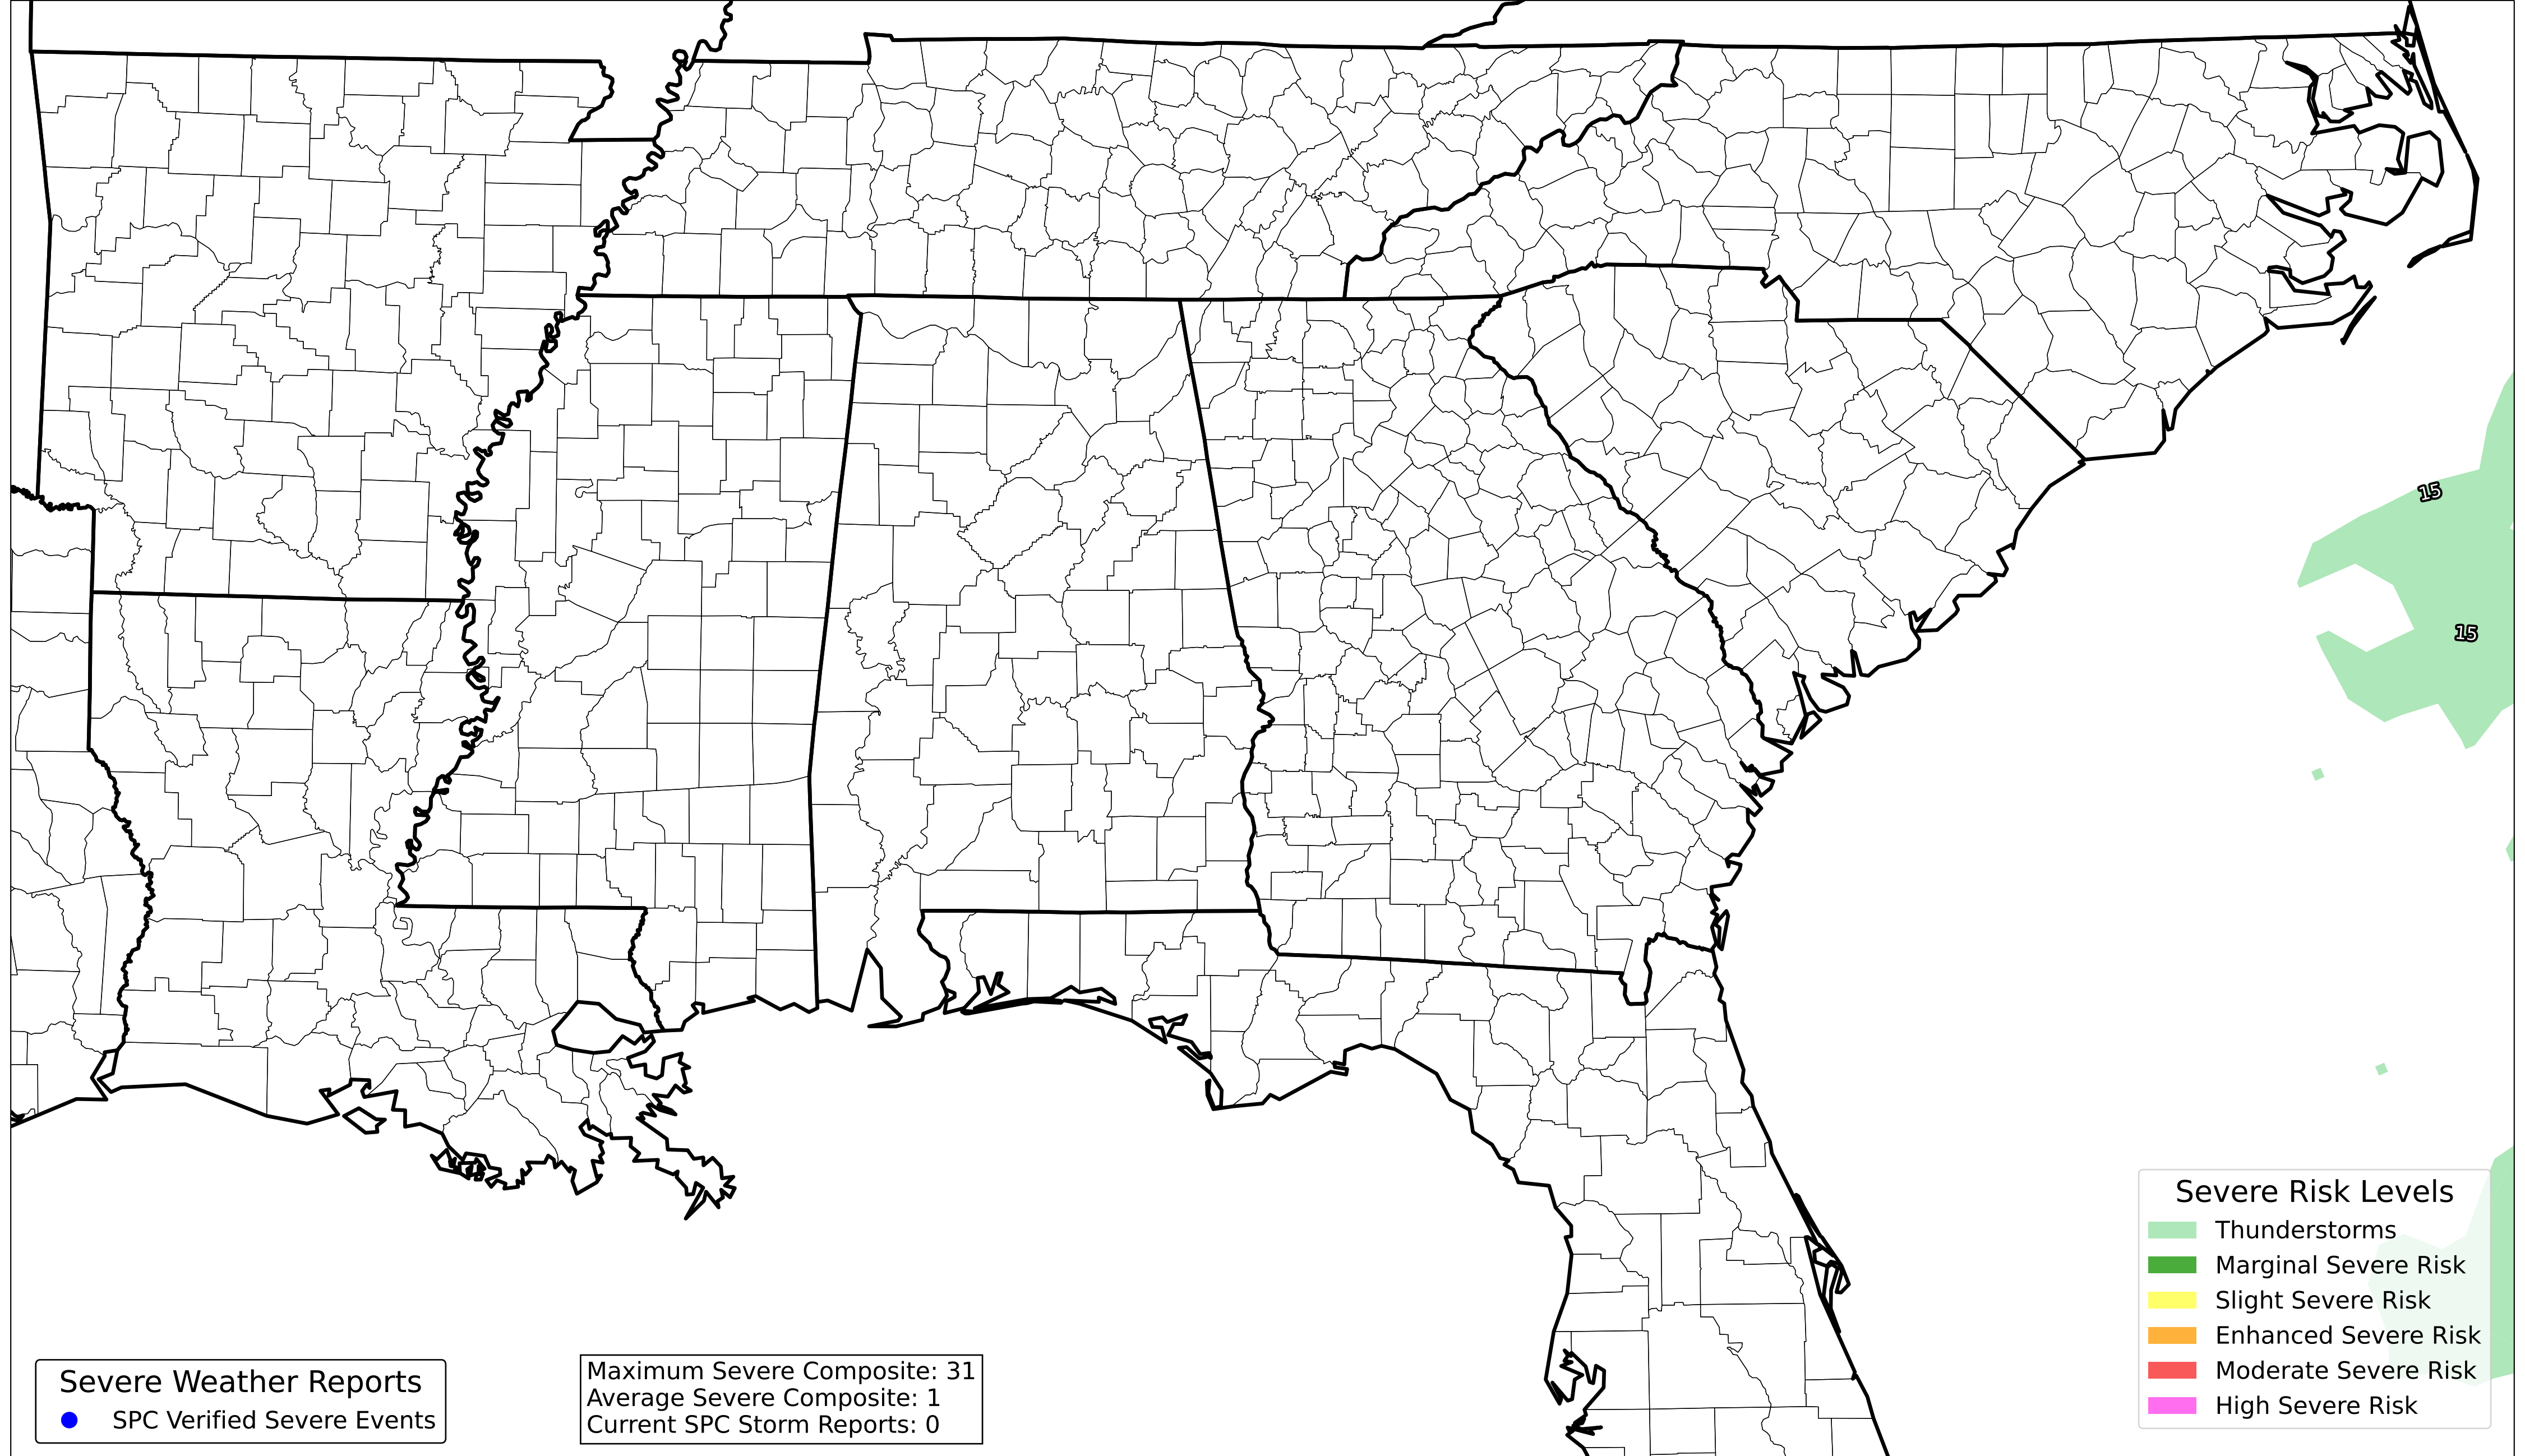 15
15
Severe Risk Levels
Thunderstorms
Marginal Severe Risk
Slight Severe Risk
Enhanced Severe Risk
Moderate Severe Risk
High Severe Risk
Severe Weather Reports
SPC Verified Severe Events
Maximum Severe Composite: 31
Average Severe Composite: 1
Current SPC Storm Reports: 0